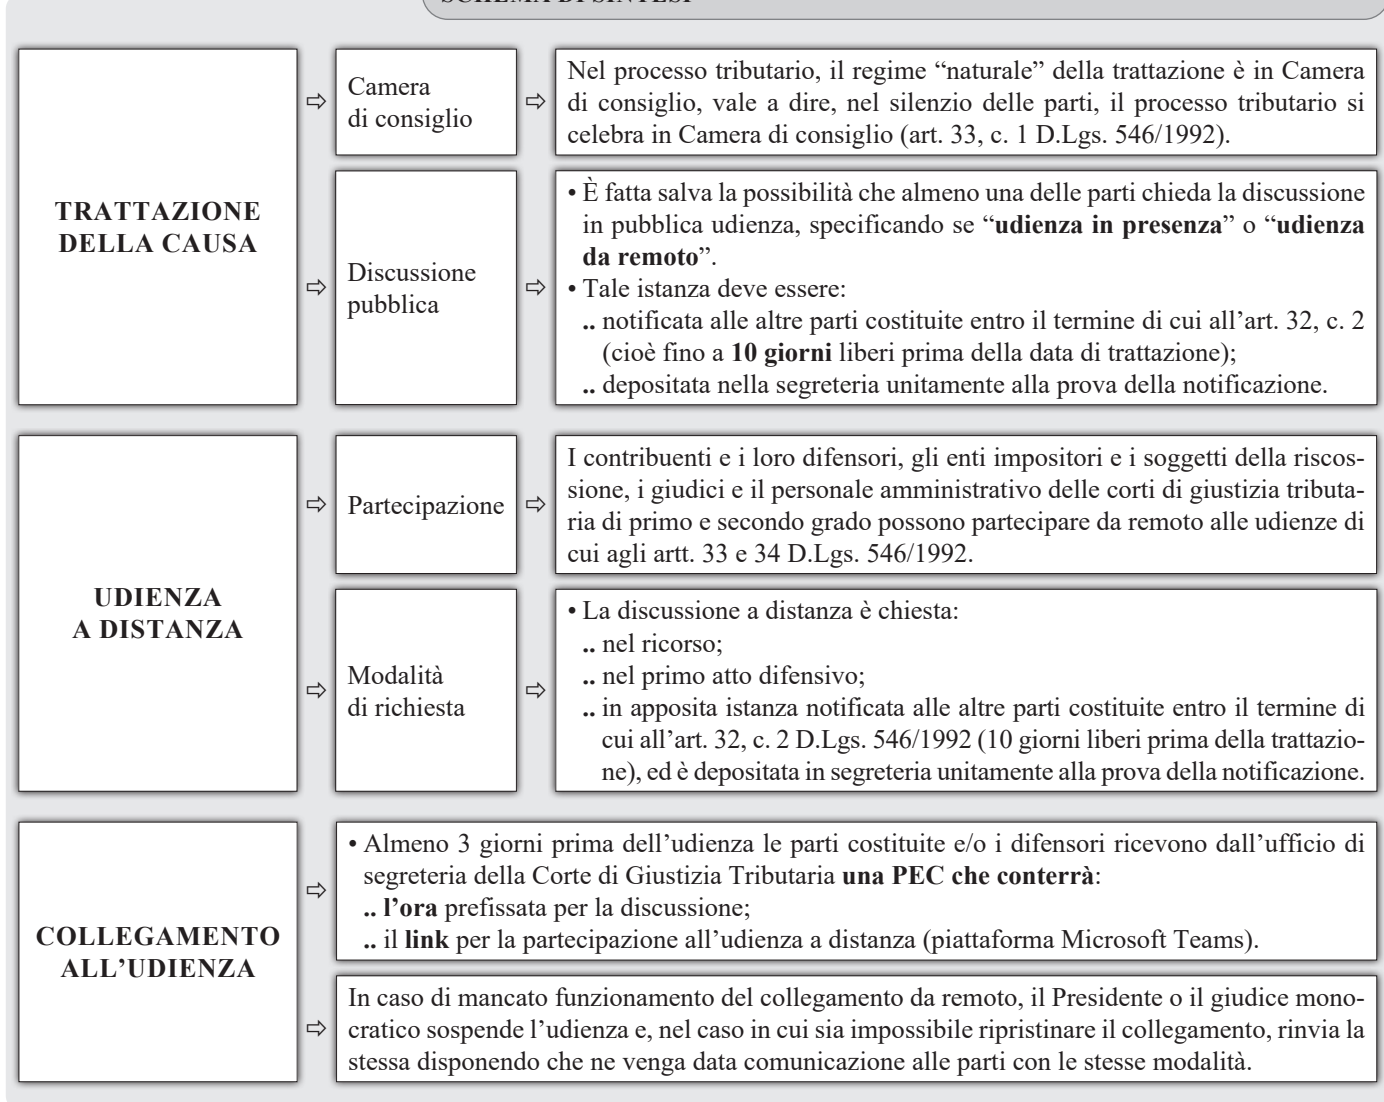 SCHEMA DI SINTESI
TRATTAZIONE
DELLA CAUSA
⇨
Camera
di consiglio
⇨
Nel processo tributario, il regime “naturale” della trattazione è in Camera
di consiglio, vale a dire, nel silenzio delle parti, il processo tributario si
celebra in Camera di consiglio (art. 33, c. 1 D.Lgs. 546/1992).
⇨
Discussione
pubblica
⇨
• È fatta salva la possibilità che almeno una delle parti chieda la discussione
in pubblica udienza, specificando se “udienza in presenza” o “udienza
da remoto”.
• Tale istanza deve essere:
.. notificata alle altre parti costituite entro il termine di cui all’art. 32, c. 2
(cioè fino a 10 giorni liberi prima della data di trattazione);
.. depositata nella segreteria unitamente alla prova della notificazione.
UDIENZA
A DISTANZA
⇨
Partecipazione
⇨
I contribuenti e i loro difensori, gli enti impositori e i soggetti della riscos-
sione, i giudici e il personale amministrativo delle corti di giustizia tributa-
ria di primo e secondo grado possono partecipare da remoto alle udienze di
cui agli artt. 33 e 34 D.Lgs. 546/1992.
⇨
Modalità
di richiesta
⇨
• La discussione a distanza è chiesta:
.. nel ricorso;
.. nel primo atto difensivo;
.. in apposita istanza notificata alle altre parti costituite entro il termine di
cui all’art. 32, c. 2 D.Lgs. 546/1992 (10 giorni liberi prima della trattazio-
ne), ed è depositata in segreteria unitamente alla prova della notificazione.
COLLEGAMENTO
ALL’UDIENZA
⇨
• Almeno 3 giorni prima dell’udienza le parti costituite e/o i difensori ricevono dall’ufficio di
segreteria della Corte di Giustizia Tributaria una PEC che conterrà:
.. l’ora prefissata per la discussione;
.. il link per la partecipazione all’udienza a distanza (piattaforma Microsoft Teams).
⇨
In caso di mancato funzionamento del collegamento da remoto, il Presidente o il giudice mono-
cratico sospende l’udienza e, nel caso in cui sia impossibile ripristinare il collegamento, rinvia la
stessa disponendo che ne venga data comunicazione alle parti con le stesse modalità.